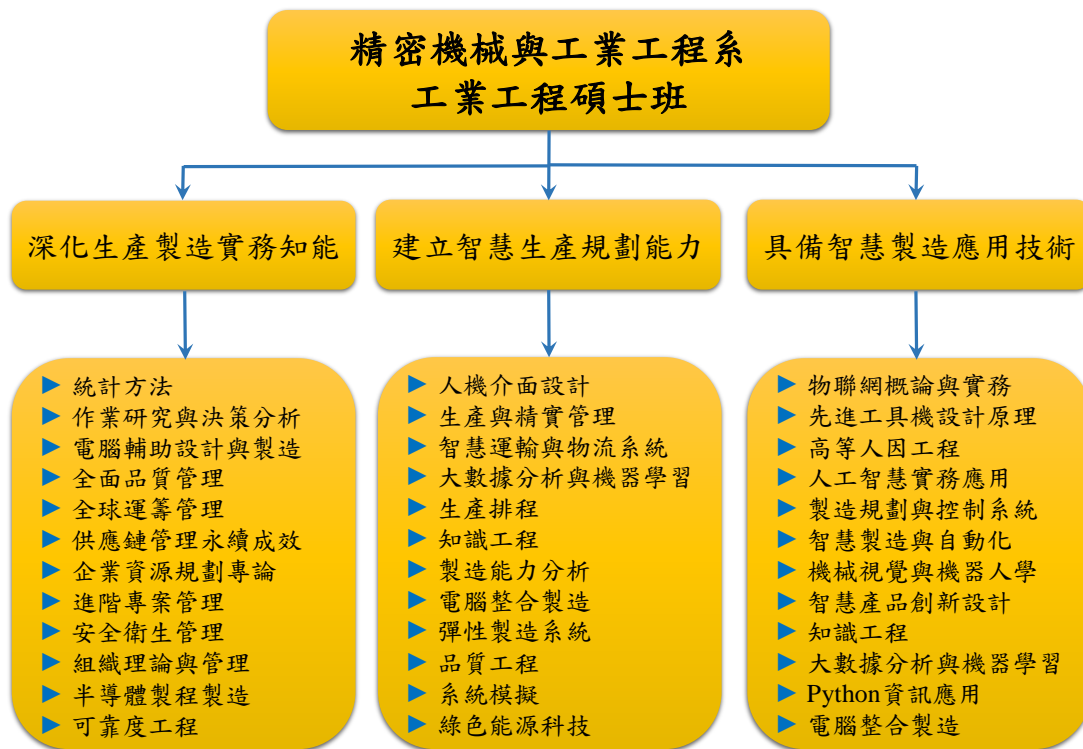 精密機械與工業工程系
工業工程碩士班
深化生產製造實務知能
建立智慧生產規劃能力
具備智慧製造應用技術
統計方法
作業研究與決策分析
電腦輔助設計與製造
全面品質管理
全球運籌管理
供應鏈管理永續成效
企業資源規劃專論
進階專案管理
安全衛生管理
組織理論與管理
半導體製程製造
可靠度工程
人機介面設計
生產與精實管理
智慧運輸與物流系統
大數據分析與機器學習
生產排程
知識工程
製造能力分析
電腦整合製造
彈性製造系統
品質工程
系統模擬
綠色能源科技
物聯網概論與實務
先進工具機設計原理
高等人因工程
人工智慧實務應用
製造規劃與控制系統
智慧製造與自動化
機械視覺與機器人學
智慧產品創新設計
知識工程
大數據分析與機器學習
Python資訊應用
電腦整合製造